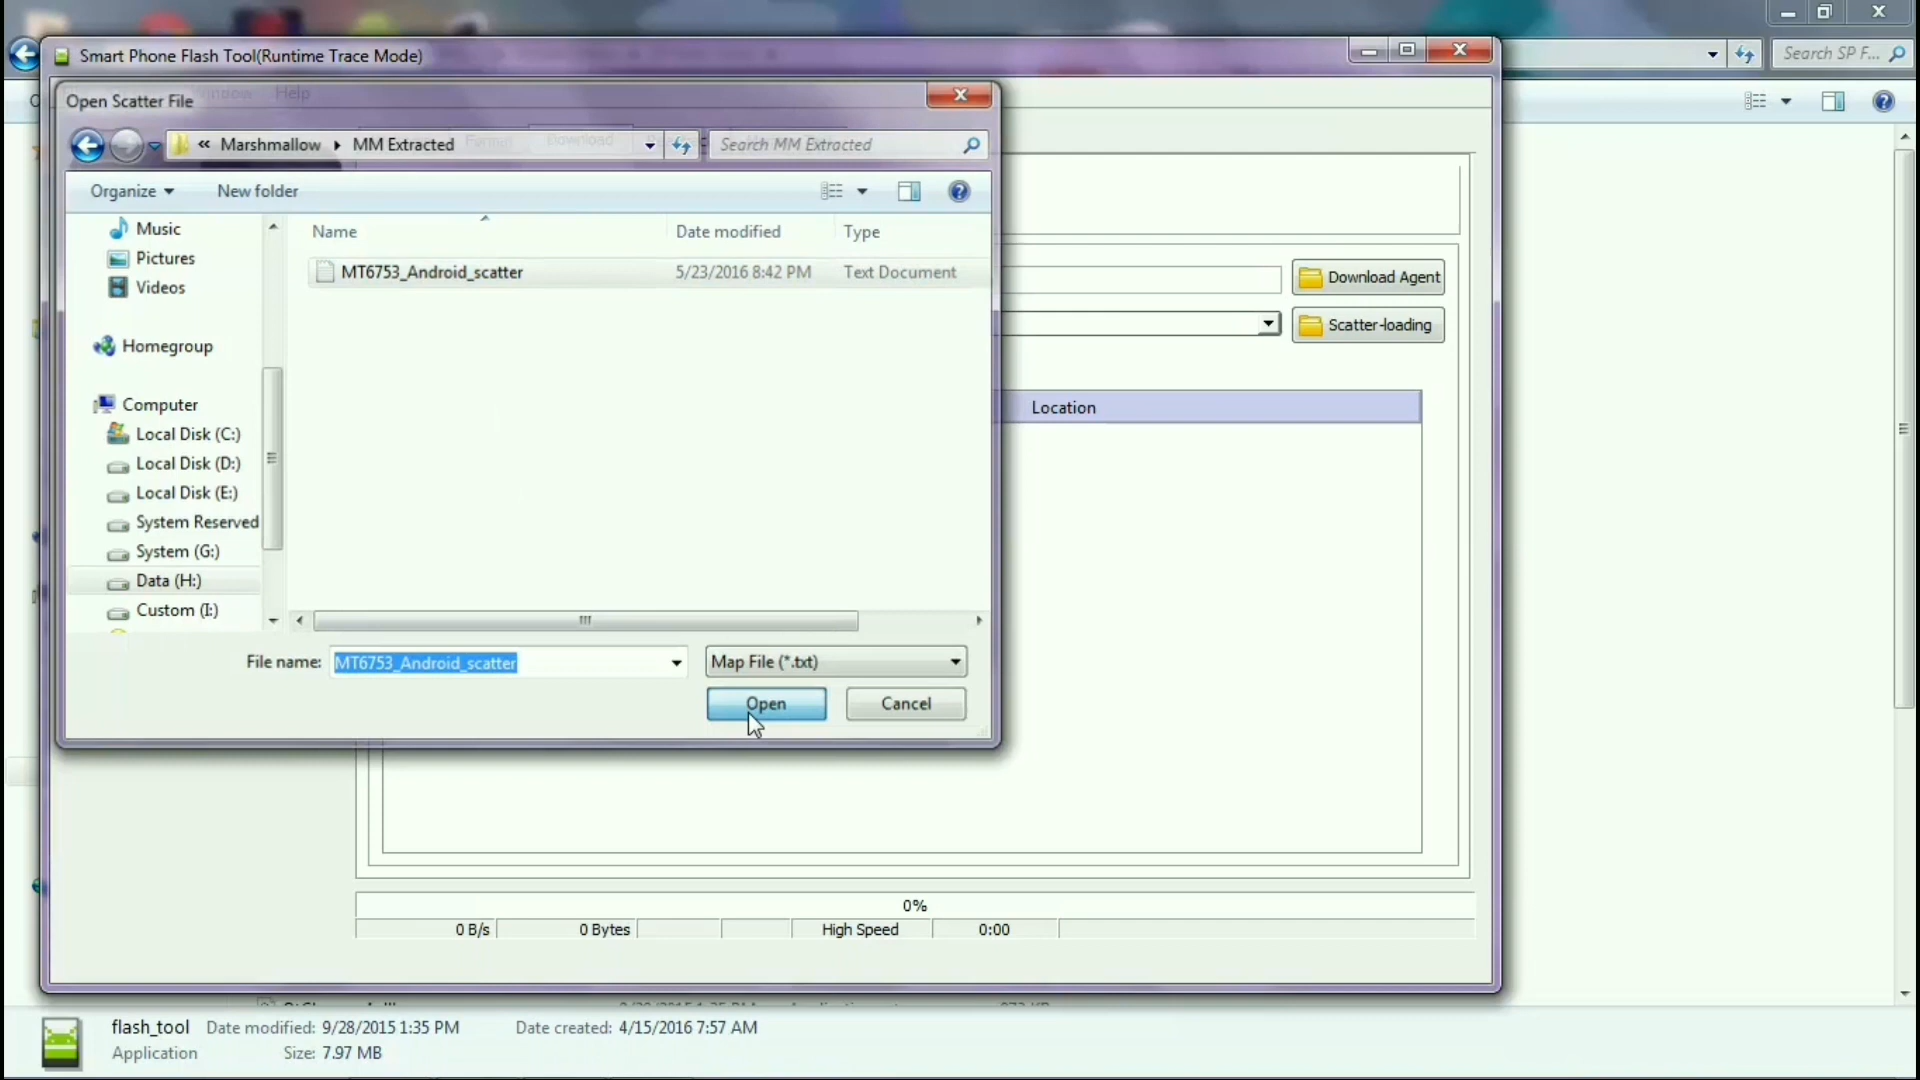 Search SP F...
Smart Phone Flash Tool(Runtime Trace Mode)
Window Help
Open Scatter File
« Marshmallow MM Extracted
Search MM Extracted
Format Download
Organize New folder
Name Date modified Type
MT6753_Android_scatter 5/23/2016 8:42 PM Text Document
Music
Pictures
Videos
Homegroup
Computer
Local Disk (C:)
Local Disk (D:)
Local Disk (E:)
System Reserved
System (G:)
Data (H:)
Custom (I:)
File name: MT6753_Android_scatter Map File (*.txt)
Open Cancel
Download Agent
Scatter-loading
Location
0%
0 B/s 0 Bytes High Speed 0:00
flash_tool Date modified: 9/28/2015 1:35 PM Date created: 4/15/2016 7:57 AM
Application Size: 7.97 MB